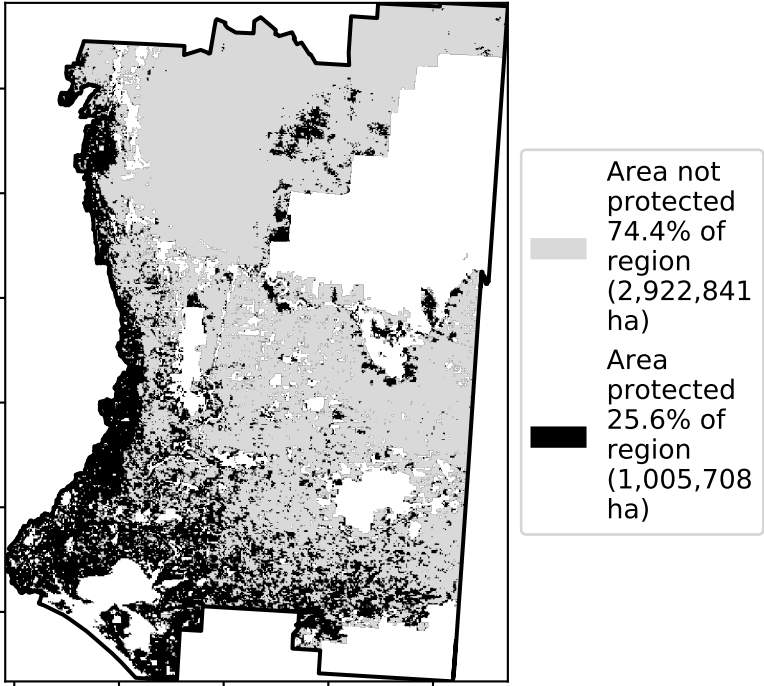 Area not
protected
74.4% of
region
(2,922,841
ha)
Area
protected
25.6% of
region
(1,005,708
ha)